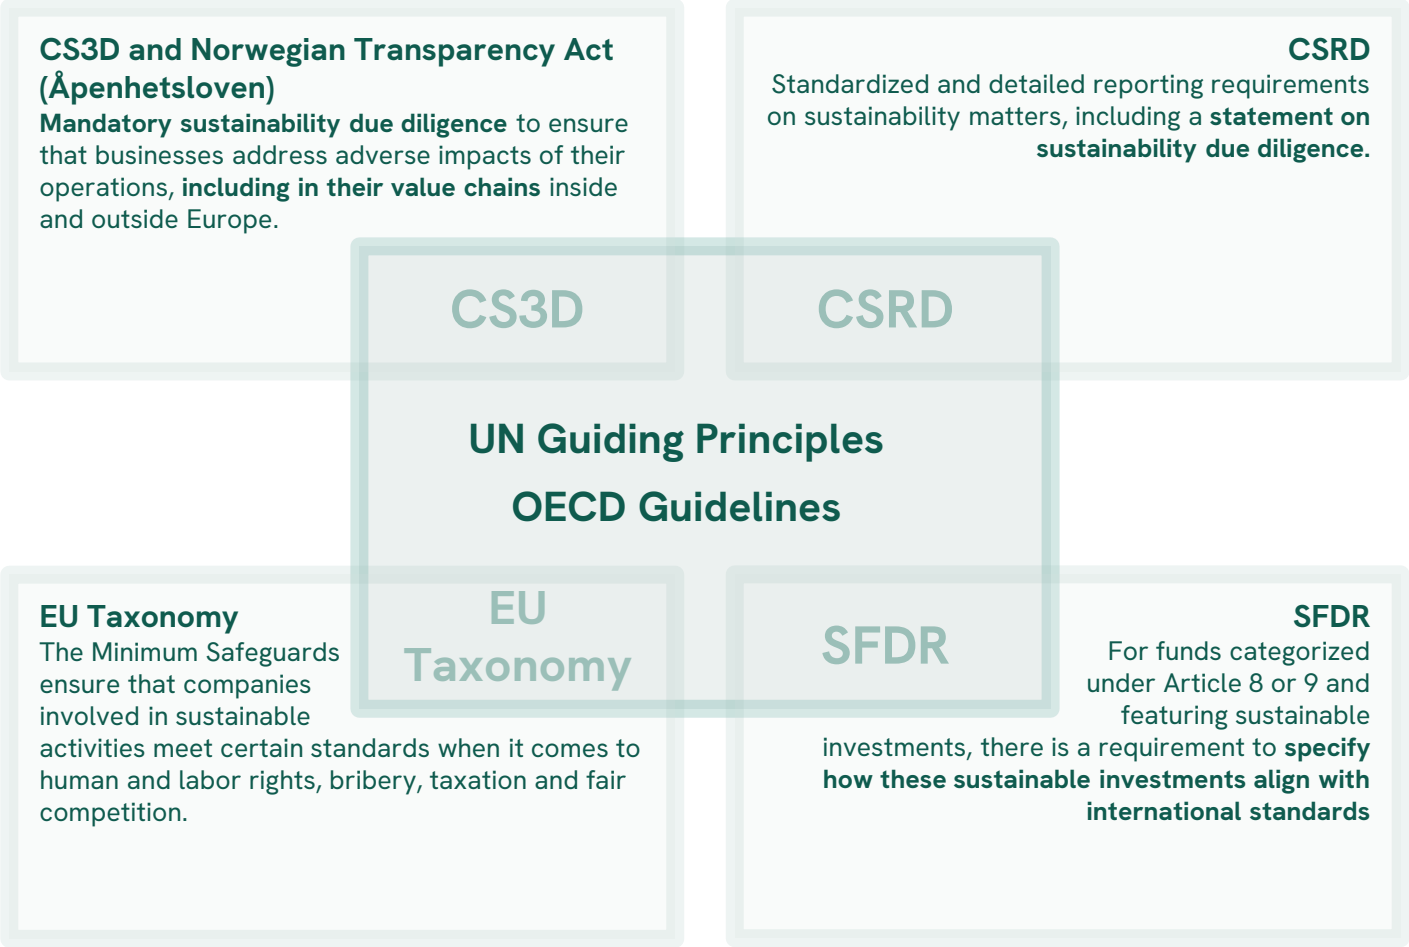 CS3D and Norwegian Transparency Act
(Åpenhetsloven)
Mandatory sustainability due diligence to ensure
that businesses address adverse impacts of their
operations, including in their value chains inside
and outside Europe.
CSRD
Standardized and detailed reporting requirements
on sustainability matters, including a statement on
sustainability due diligence.
CS3D
CSRD
UN Guiding Principles
OECD Guidelines
EU
Taxonomy
SFDR
EU Taxonomy
The Minimum Safeguards
ensure that companies
involved in sustainable
activities meet certain standards when it comes to
human and labor rights, bribery, taxation and fair
competition.
SFDR
For funds categorized
under Article 8 or 9 and
featuring sustainable
investments, there is a requirement to specify
how these sustainable investments align with
international standards